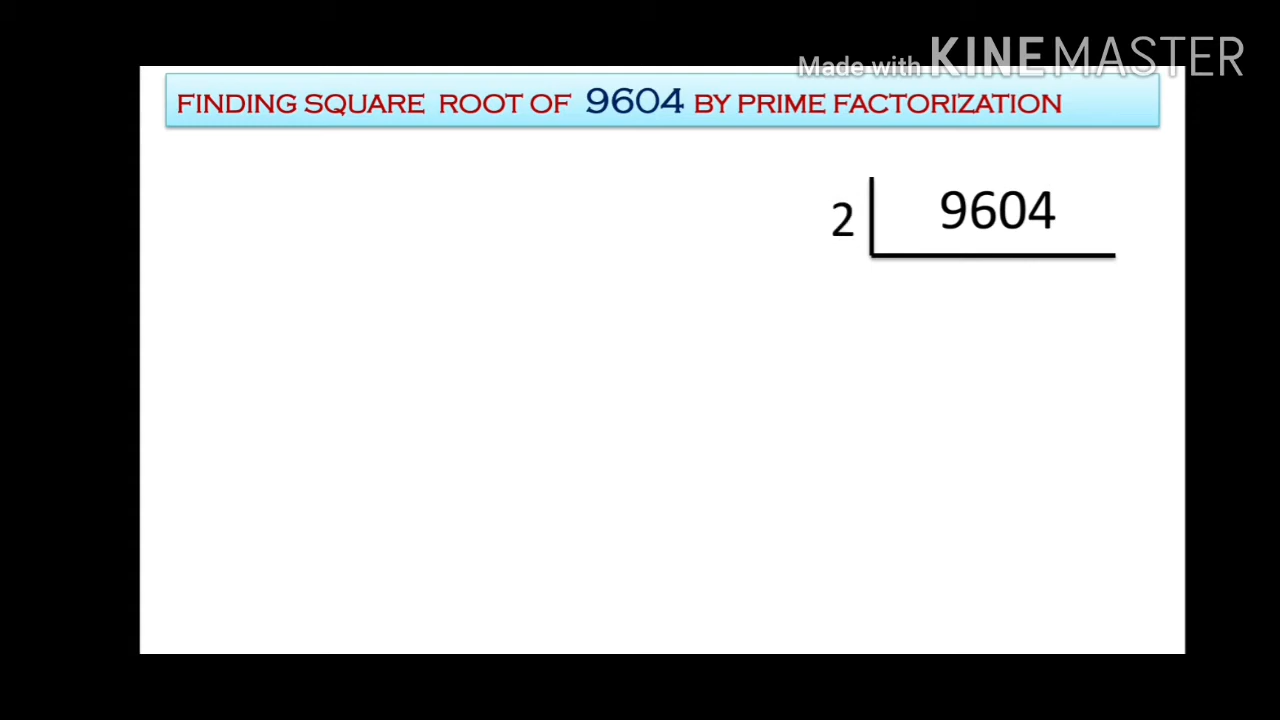 Made with KINEMASTER
FINDING SQUARE ROOT OF 9604 BY PRIME FACTORIZATION
2 9604